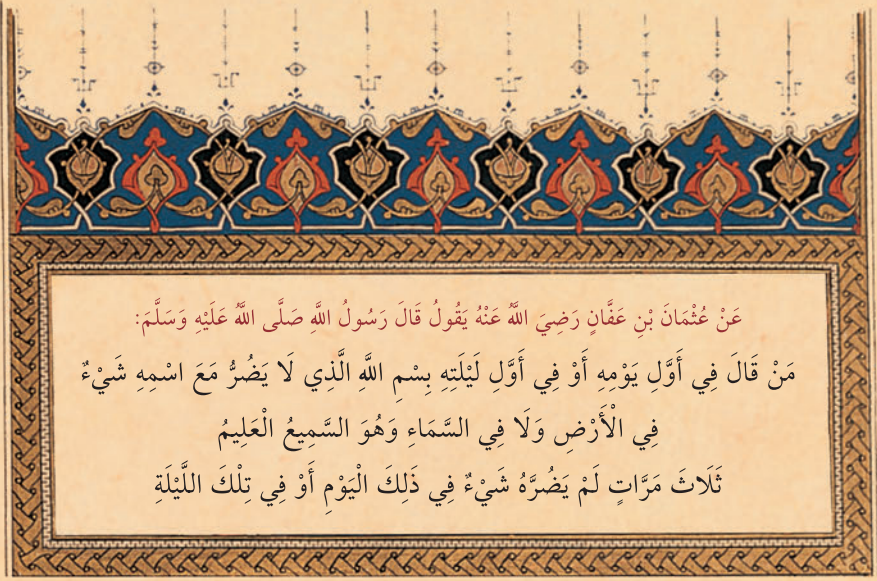 عَنْ عُثْمَانَ بْنِ عَفَّانٍ رَضِيَ اللَّهُ عَنْهُ يَقُولُ قَالَ رَسُولُ اللَّهِ صَلَّى اللَّهُ عَلَيْهِ وَسَلَّمَ:
مَنْ قَالَ فِي أَوَّلِ يَوْمِهِ أَوْ فِي أَوَّلِ لَيْلَتِهِ بِسْمِ اللَّهِ الَّذِي لَا يَضُرُّ مَعَ اسْمِهِ شَيْءٌ
فِي الْأَرْضِ وَلَا فِي السَّمَاءِ وَهُوَ السَّمِيعُ الْعَلِيمُ
ثَلَاثَ مَرَّاتٍ لَمْ يَضُرَّهُ شَيْءٌ فِي ذَلِكَ الْيَوْمِ أَوْ فِي تِلْكَ اللَّيْلَةِ